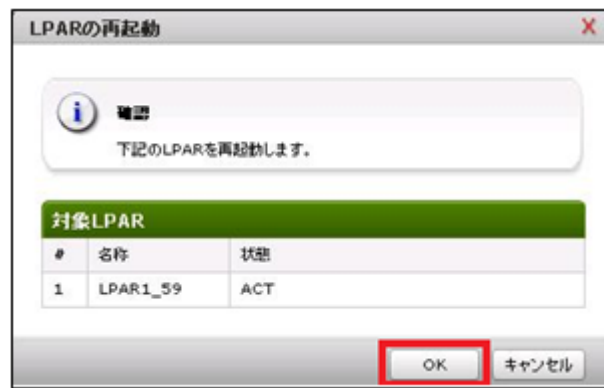 LPARの再起動
確認
下記のLPARを再起動します。
対象LPAR
# 名称 状態
1 LPAR1_59 ACT
OK キャンセル